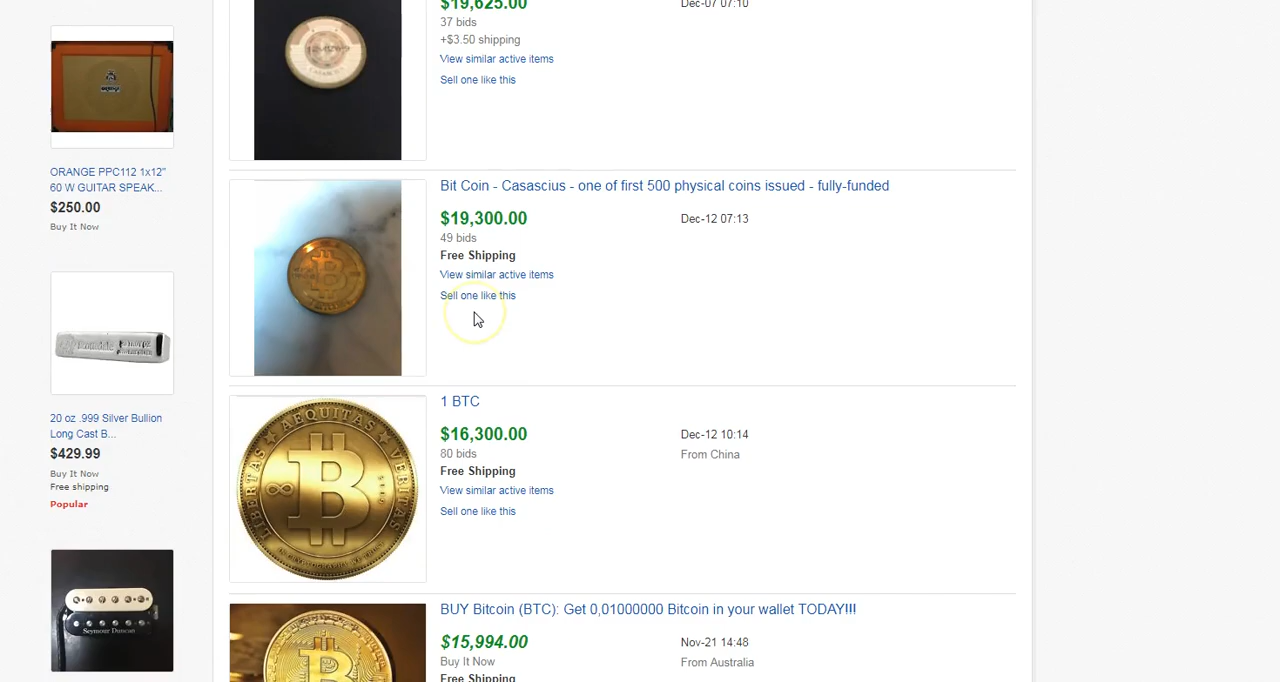 ORANGE PPC112 1x12"
60 W GUITAR SPEAK...
$250.00
Buy It Now
20 oz .999 Silver Bullion
Long Cast B...
$429.99
Buy It Now
Free shipping
Popular
Seymour Duncan
$19,625.00
Dec-07 07:10
37 bids
+$3.50 shipping
View similar active items
Sell one like this
Bit Coin - Casascius - one of first 500 physical coins issued - fully-funded
$19,300.00
Dec-12 07:13
49 bids
Free Shipping
View similar active items
Sell one like this
AEQUITAS
LIBERTAS
VERITAS
1 BTC
$16,300.00
Dec-12 10:14
80 bids
From China
Free Shipping
View similar active items
Sell one like this
BUY Bitcoin (BTC): Get 0,01000000 Bitcoin in your wallet TODAY!!!
$15,994.00
Nov-21 14:48
Buy It Now
From Australia
Free Shipping